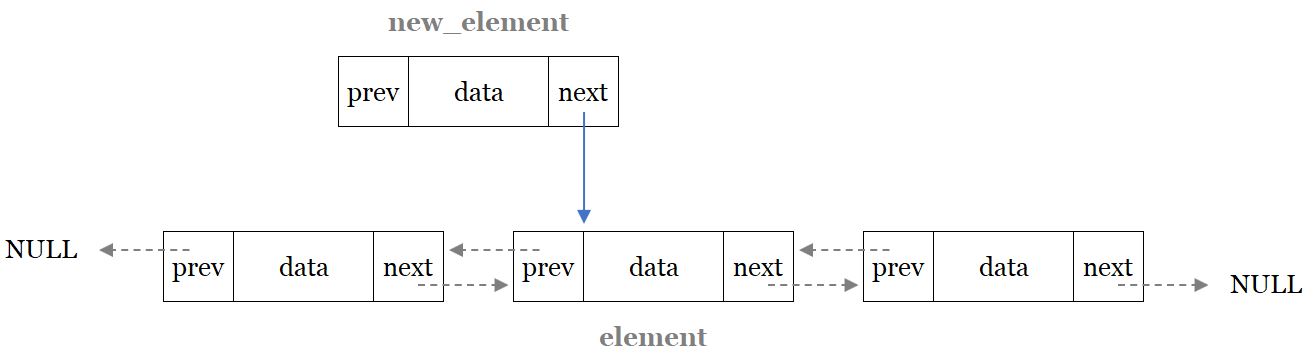 new_element
prev data next
NULL prev data next prev data next prev data next NULL
element